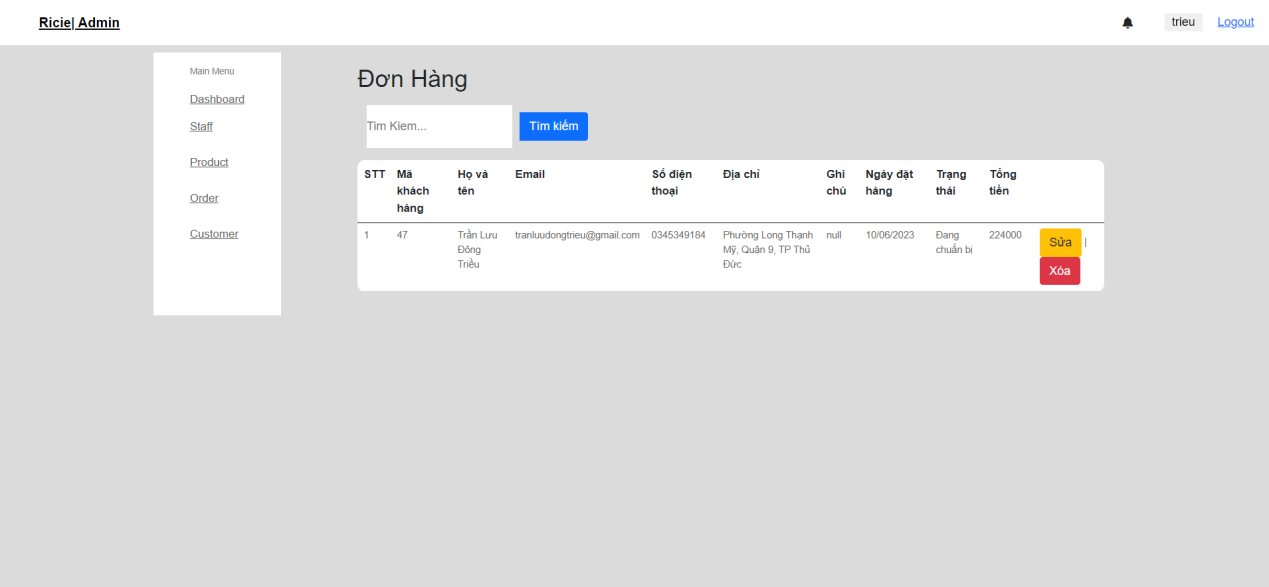 Ricie| Admin
trieu
Logout
Main Menu
Dashboard
Staff
Product
Order
Customer
Đơn Hàng
Tim Kiem...
Tìm kiếm
STT
Mã
khách
hàng
Họ và
tên
Email
Số điện
thoại
Địa chỉ
Ghi
chú
Ngày đặt
hàng
Trạng
thái
Tổng
tiền
1
47
Trần Lưu
Đông
Triều
tranluudongtrieu@gmail.com
0345349184
Phường Long Thạnh
Mỹ, Quận 9, TP Thủ
Đức
null
10/06/2023
Đang
chuẩn bị
224000
Sửa |
Xóa